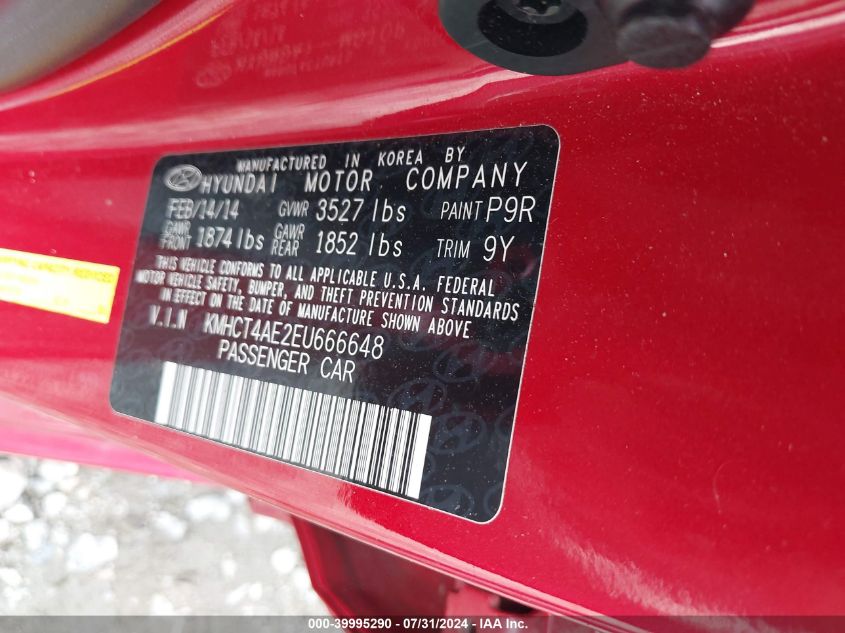 MANUFACTURED IN KOREA BY
HYUNDAI MOTOR COMPANY
FEB/14/14 GVWR 3527 lbs PAINT P9R
GAWR FRONT 1874 lbs GAWR REAR 1852 lbs TRIM 9Y
THIS VEHICLE CONFORMS TO ALL APPLICABLE U.S.A. FEDERAL
MOTOR VEHICLE SAFETY, BUMPER, AND THEFT PREVENTION STANDARDS
IN EFFECT ON THE DATE OF MANUFACTURE SHOWN ABOVE
V.I.N KMHCT4AE2EU666648
PASSENGER CAR
000-39995290 - 07/31/2024 - IAA Inc.